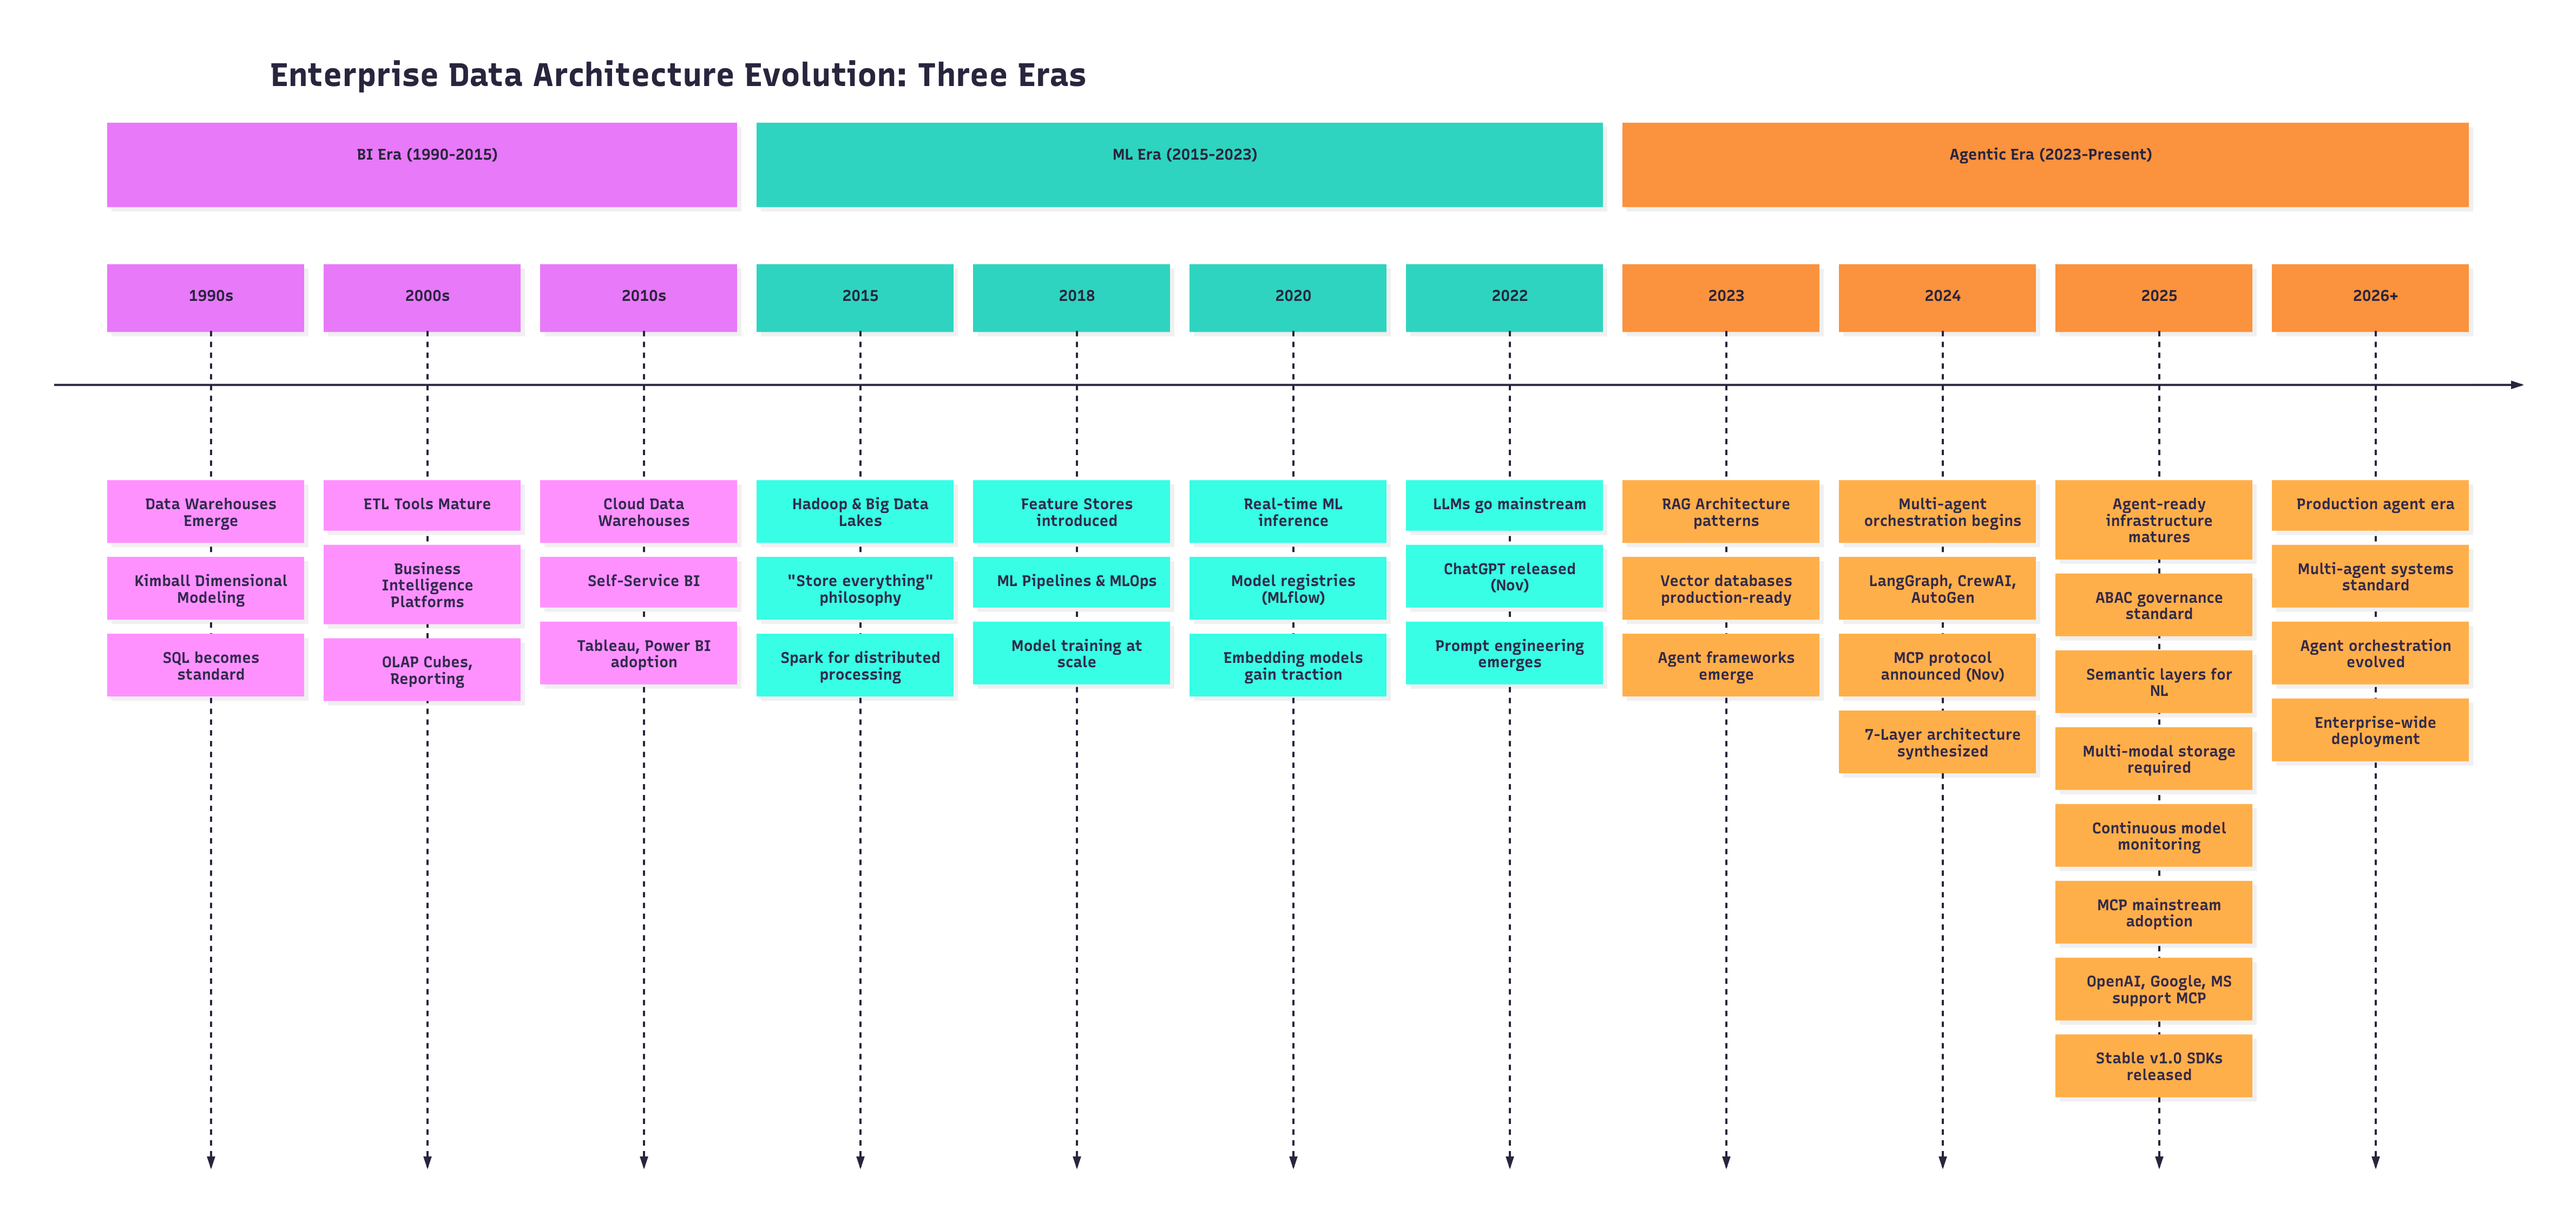 Enterprise Data Architecture Evolution: Three Eras
BI Era (1990-2015)
ML Era (2015-2023)
Agentic Era (2023-Present)
1990s
2000s
2010s
2015
2018
2020
2022
2023
2024
2025
2026+
Data Warehouses
Emerge
Kimball Dimensional
Modeling
SQL becomes
standard
ETL Tools Mature
Business
Intelligence
Platforms
OLAP Cubes,
Reporting
Cloud Data
Warehouses
Self-Service BI
Tableau, Power BI
adoption
Hadoop & Big Data
Lakes
"Store everything"
philosophy
Spark for distributed
processing
Feature Stores
introduced
ML Pipelines & MLOps
Model training at
scale
Real-time ML
inference
Model registries
(MLflow)
Embedding models
gain traction
LLMs go mainstream
ChatGPT released
(Nov)
Prompt engineering
emerges
RAG Architecture
patterns
Vector databases
production-ready
Agent frameworks
emerge
Multi-agent
orchestration begins
LangGraph, CrewAI,
AutoGen
MCP protocol
announced (Nov)
7-Layer architecture
synthesized
Agent-ready
infrastructure
matures
ABAC governance
standard
Semantic layers for
NL
Multi-modal storage
required
Continuous model
monitoring
MCP mainstream
adoption
OpenAI, Google, MS
support MCP
Stable v1.0 SDKs
released
Production agent era
Multi-agent systems
standard
Agent orchestration
evolved
Enterprise-wide
deployment